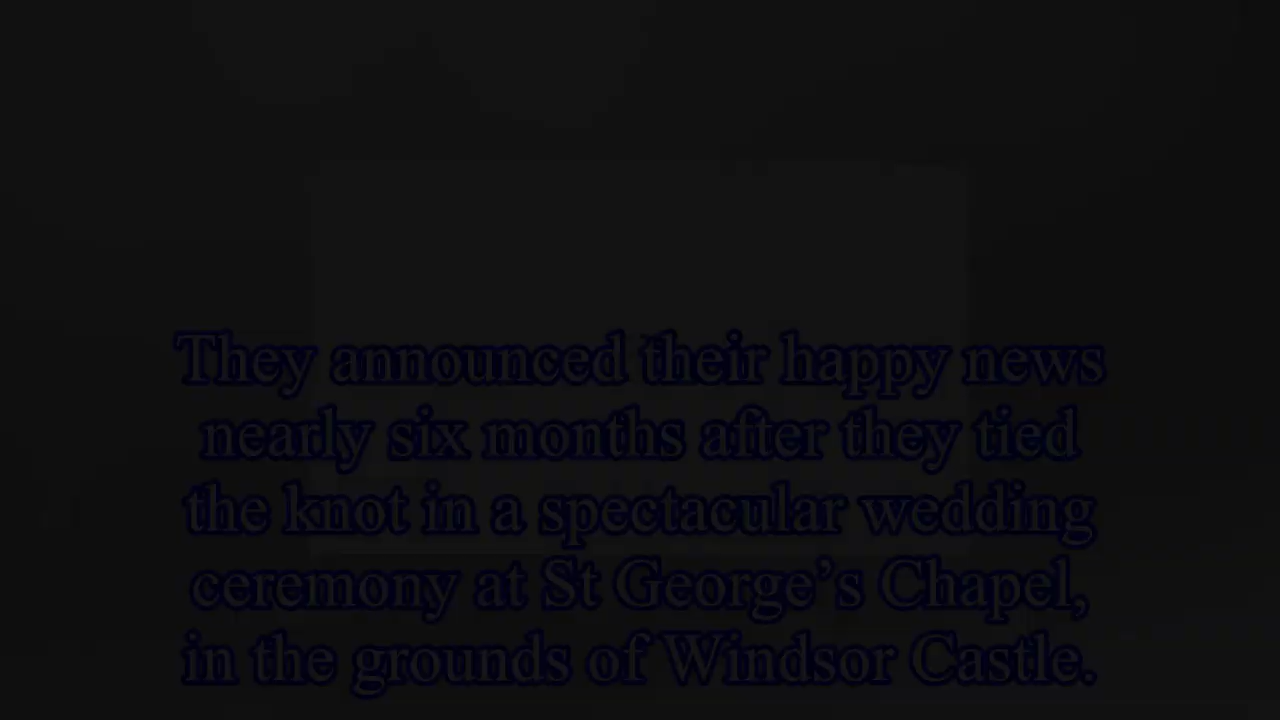 They announced their happy news
nearly six months after they tied
the knot in a spectacular wedding
ceremony at St George’s Chapel,
in the grounds of Windsor Castle.